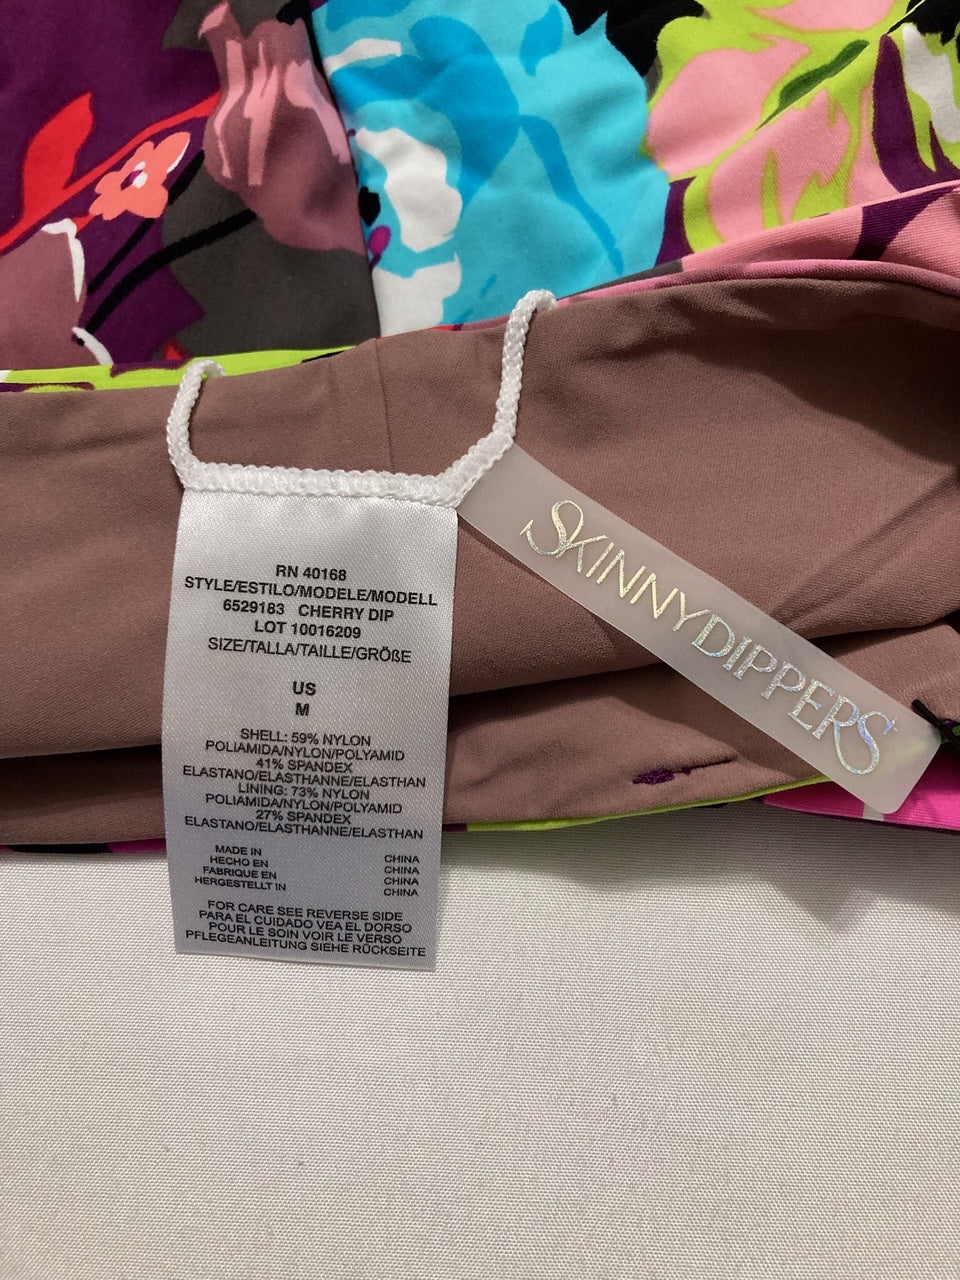 RN 40168
STYLE/ESTILO/MODELE/MODELL
6529183 CHERRY DIP
LOT 10016209
SIZE/TALLA/TAILLE/GRÖßE
US
M
SHELL: 59% NYLON
POLIAMIDA/NYLON/POLYAMID
41% SPANDEX
ELASTANO/ELASTHANNE/ELASTHAN
LINING: 73% NYLON
POLIAMIDA/NYLON/POLYAMID
27% SPANDEX
ELASTANO/ELASTHANNE/ELASTHAN
MADE IN CHINA
HECHO EN CHINA
FABRIQUE EN CHINA
HERGESTELLT IN CHINA
FOR CARE SEE REVERSE SIDE
PARA EL CUIDADO VEA EL DORSO
POUR LE SOIN VOIR LE VERSO
PFLEGEANLEITUNG SIEHE RÜCKSEITE
SKINNYDIPPERS